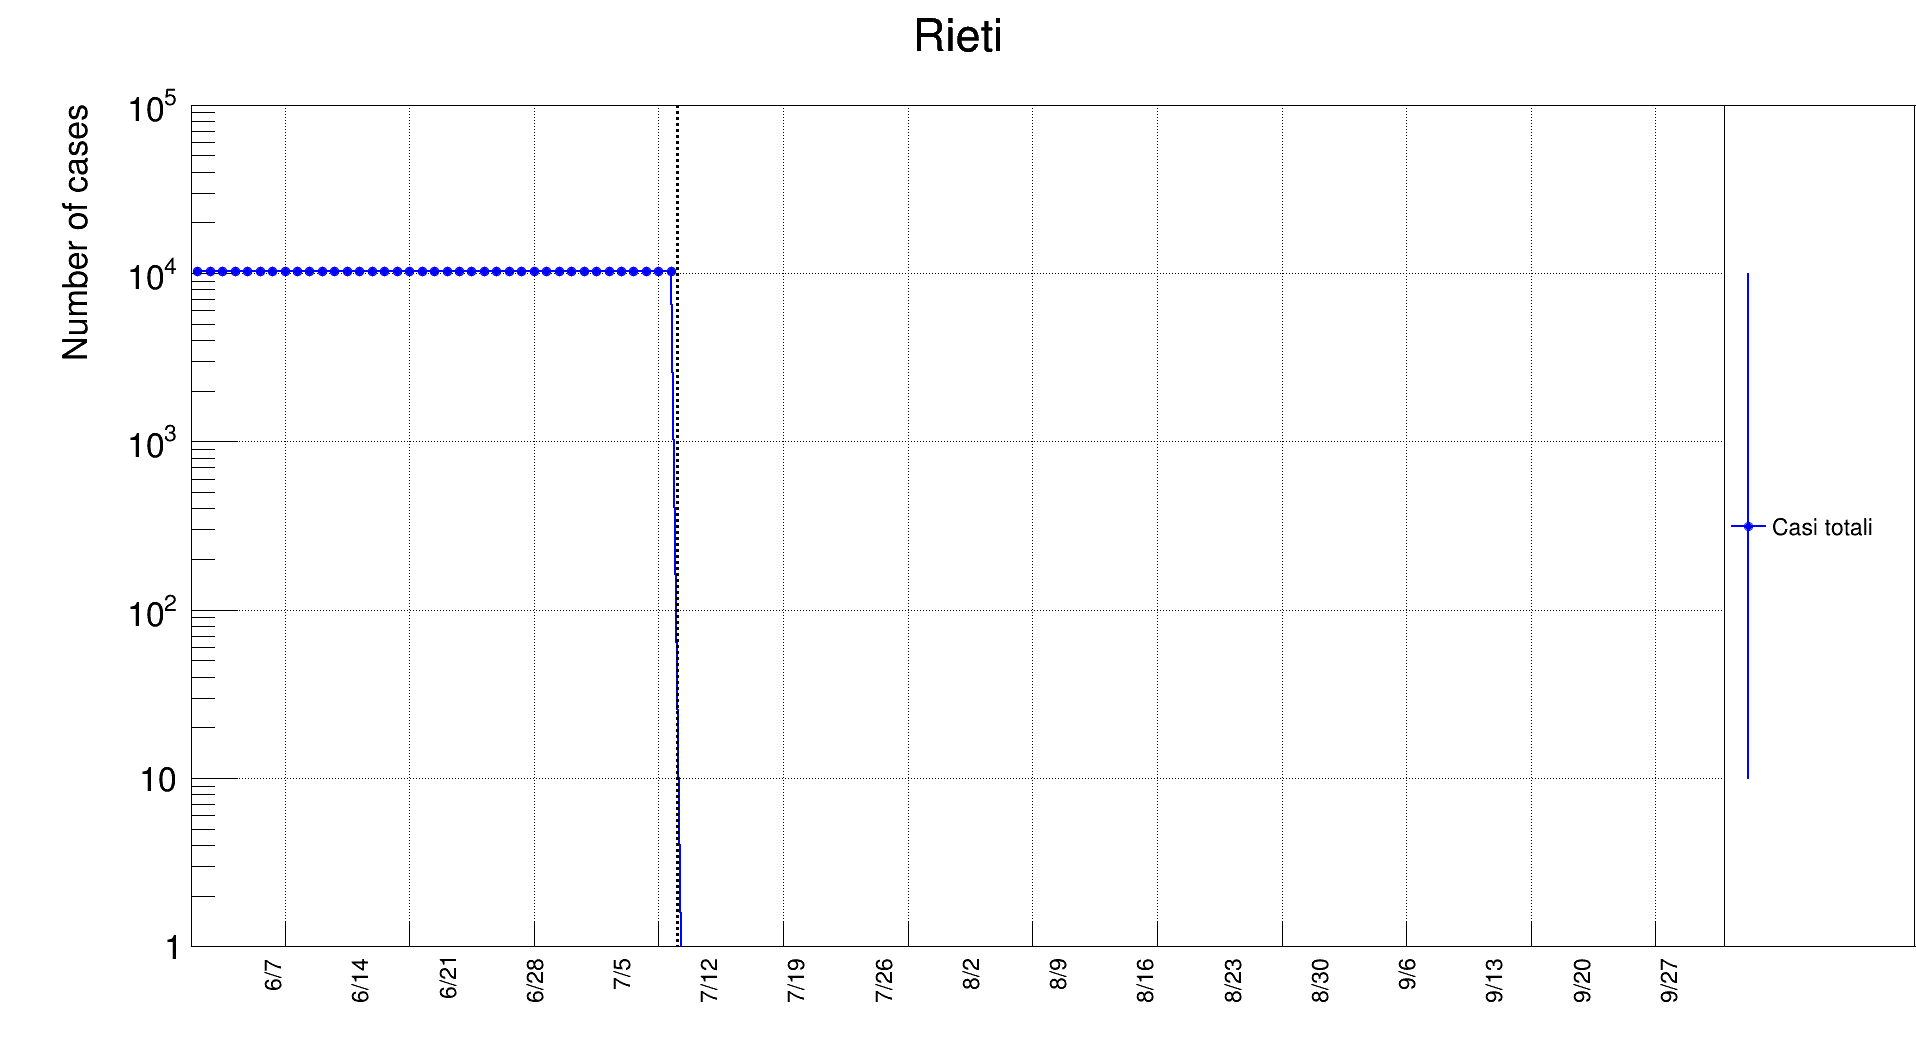 Rieti
Number of cases
10^5
10^4
10^3
10^2
10
1
6/7 6/14 6/21 6/28 7/5 7/12 7/19 7/26 8/2 8/9 8/16 8/23 8/30 9/6 9/13 9/20 9/27
Casi totali